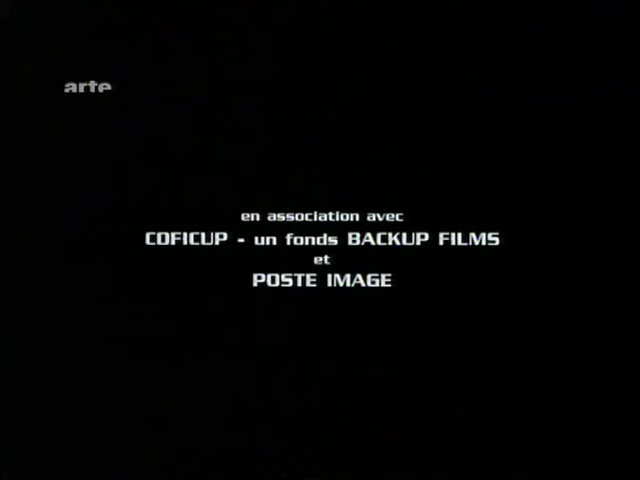 arte
en association avec
COFICUP - un fonds BACKUP FILMS
et
POSTE IMAGE